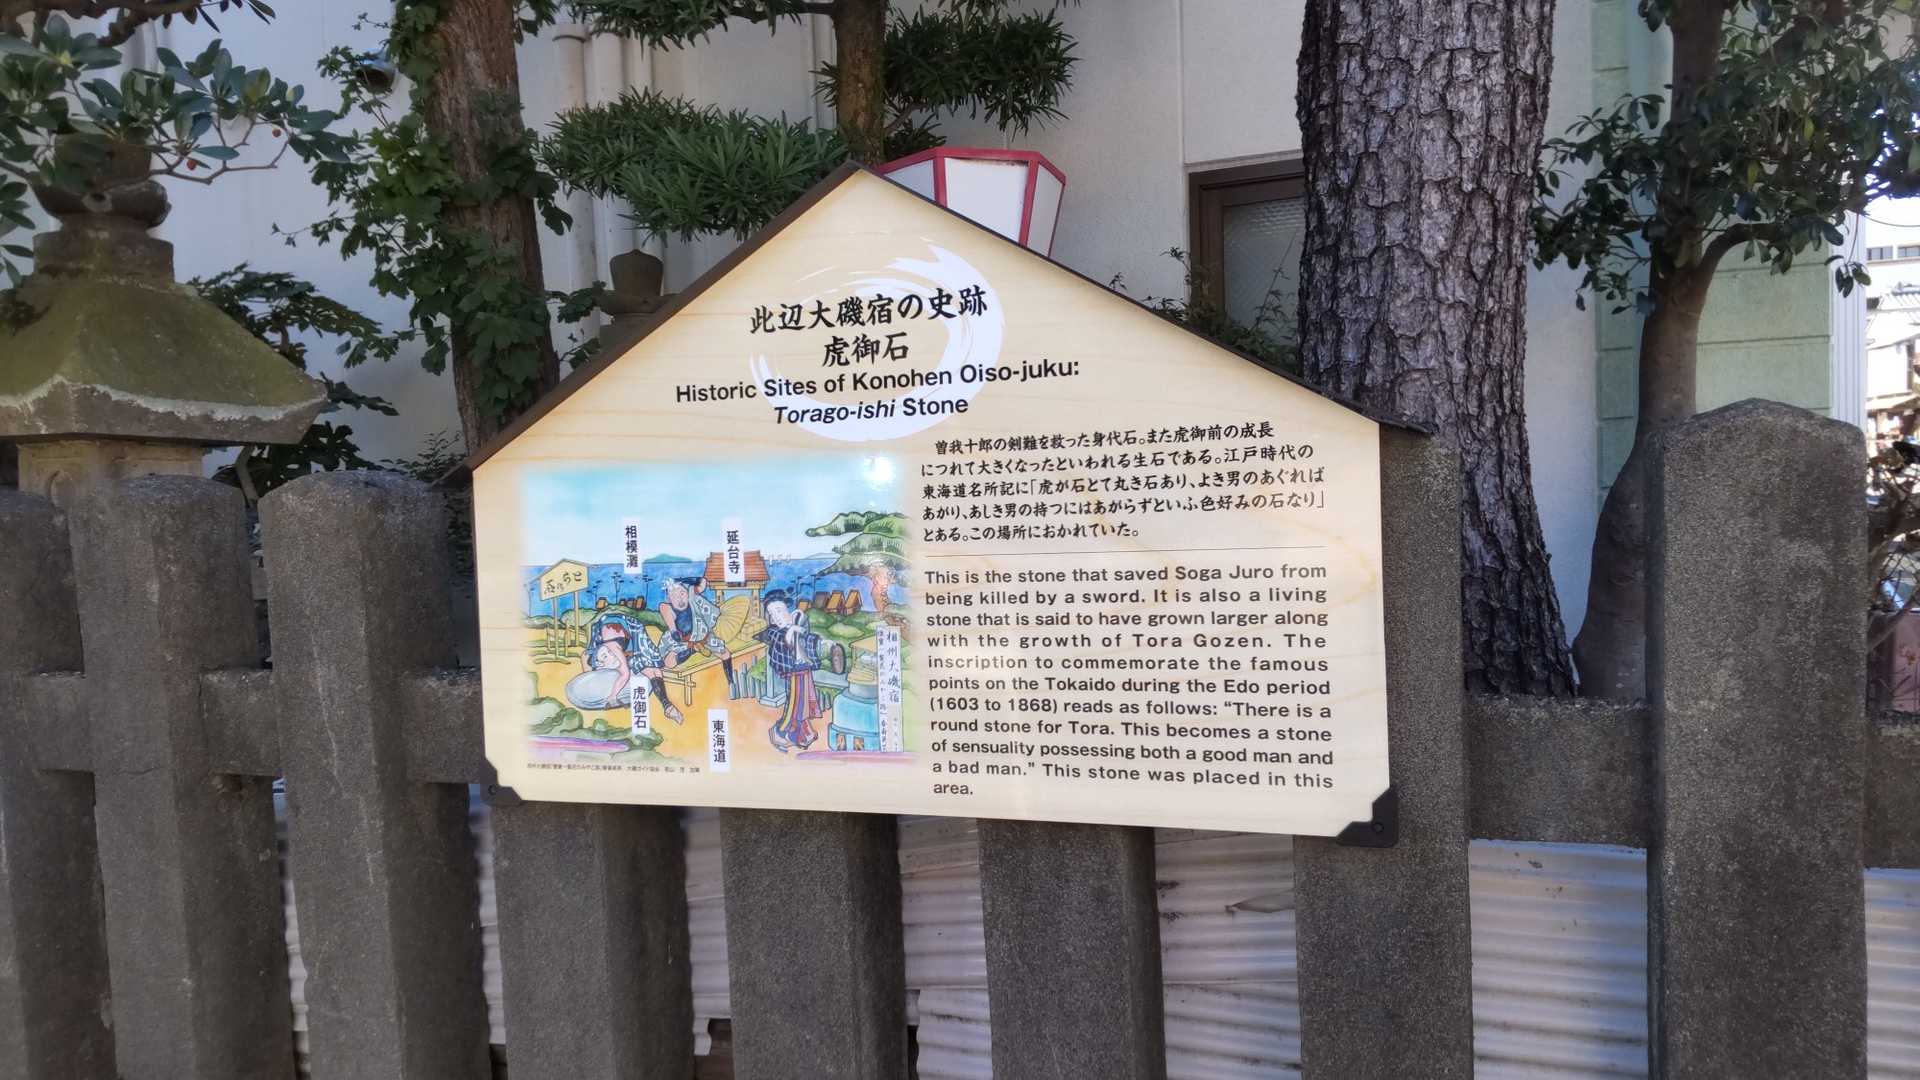 此辺大磯宿の史跡
虎御石
Historic Sites of Konohen Oiso-juku:
Torago-ishi Stone
曽我十郎の剣難を救った身代石。また虎御前の成長
につれて大きくなったといわれる生石である。江戸時代の
東海道名所記に「虎が石とて丸き石あり、よき男のあぐれば
あがり、あしき男の持つにはあがらずといふ色好みの石なり」
とある。この場所におかれていた。
This is the stone that saved Soga Juro from
being killed by a sword. It is also a living
stone that is said to have grown larger along
with the growth of Tora Gozen. The
inscription to commemorate the famous
points on the Tokaido during the Edo period
(1603 to 1868) reads as follows: “There is a
round stone for Tora. This becomes a stone
of sensuality possessing both a good man and
a bad man.” This stone was placed in this
area.
相模灘
延台寺
虎御石
東海道
相州大磯宿